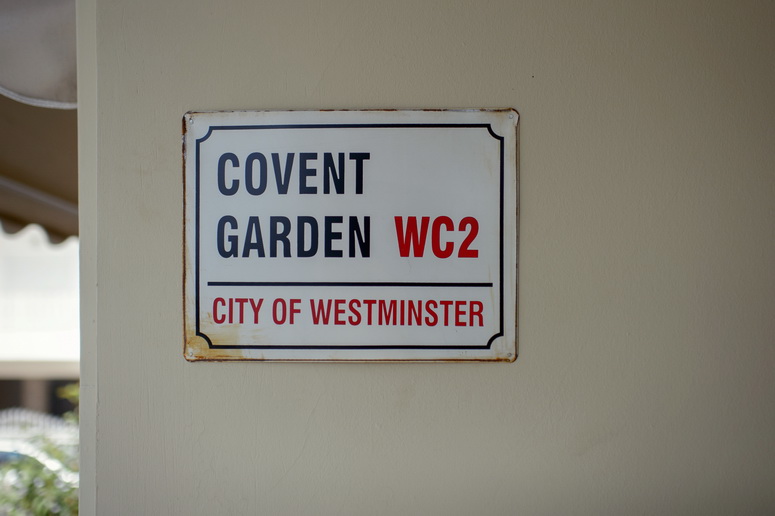 COVENT
GARDEN WC2
CITY OF WESTMINSTER